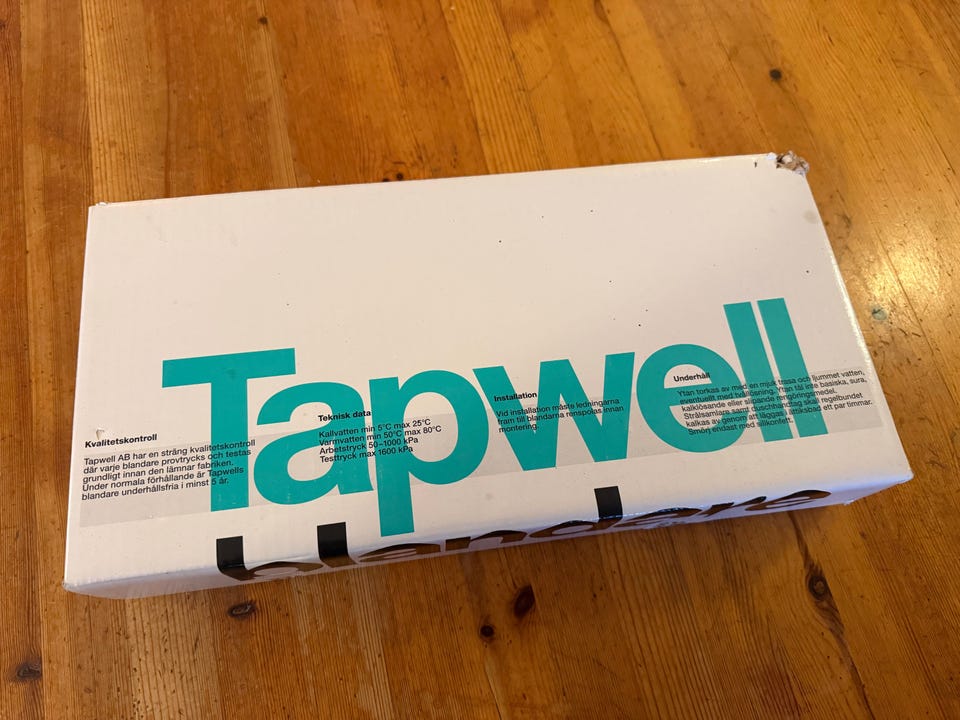 Tapwell
Kvalitetskontroll
Tapwell AB har en sträng kvalitetskontroll
där varje blandare provtrycks och testas
grundligt innan den lämnar fabriken.
Under normala förhållande är Tapwells
blandare underhållsfria i minst 5 år.
Teknisk data
Kallvatten min 5°C max 25°C
Varmvatten min 50°C max 80°C
Arbetstryck 50–1000 kPa
Testtryck max 1600 kPa
Installation
Vid installation måste ledningarna
fram till blandarna renspolas innan
montering.
Underhåll
Ytan torkas av med en mjuk trasa och ljummet vatten,
eventuellt med tvållösning. Ytan tål inte basiska, sura,
kalklösande eller slipande rengöringsmedel.
Strålsamlare samt duschhandtag skall regelbundet
kalkas av genom att läggas i ättiksbad ett par timmar.
Smörj endast med silikonfett.
blandare